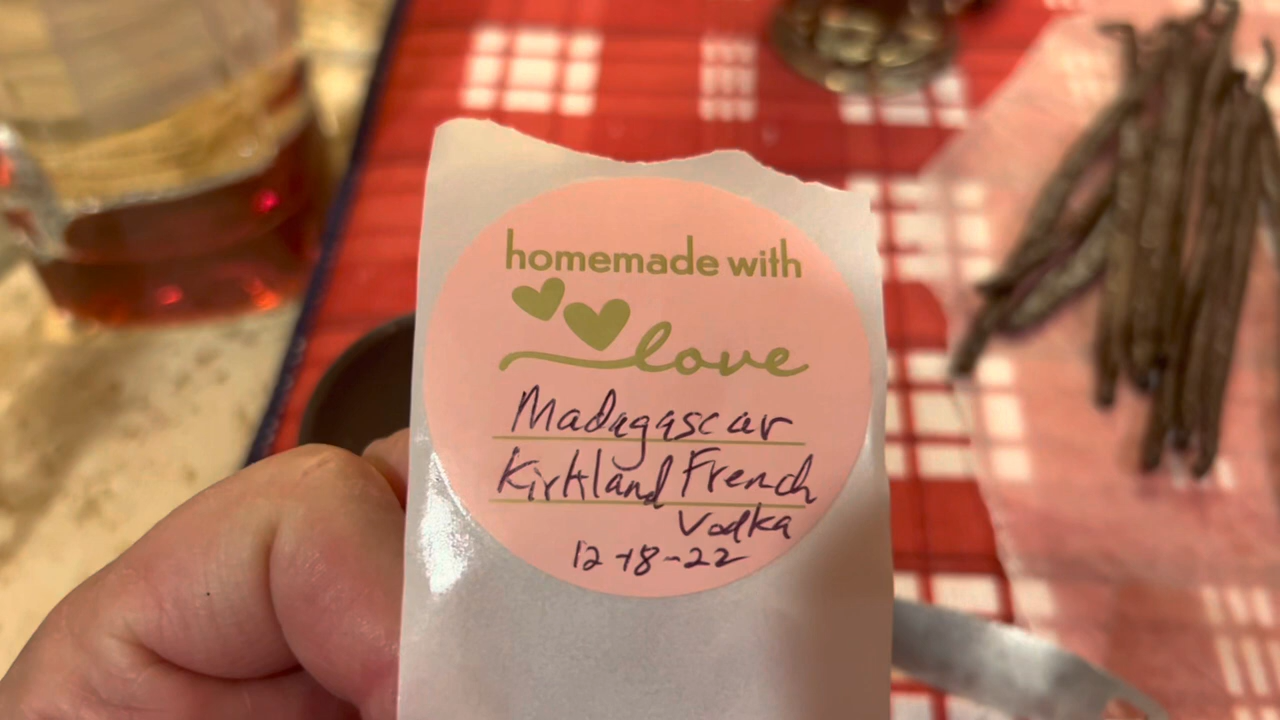 homemade with
love
Madagascar
Kirkland French
Vodka
12-18-22